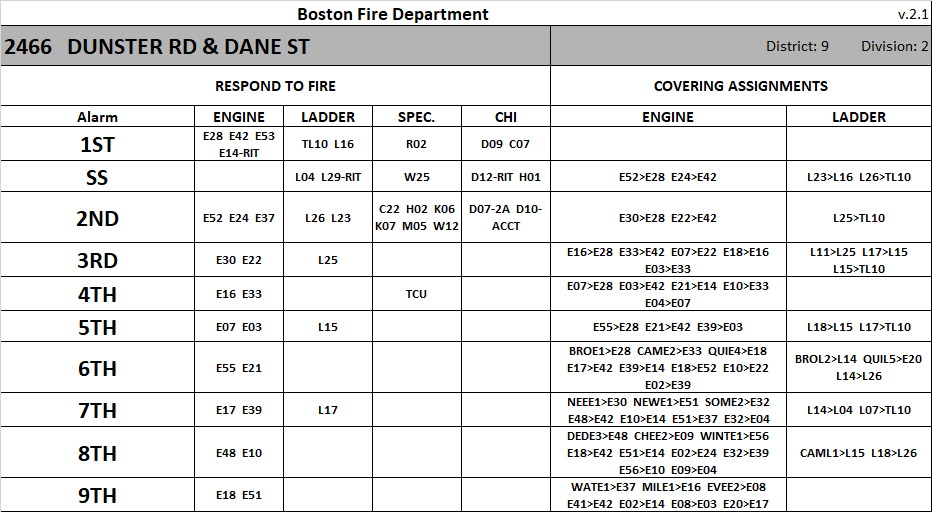 Boston Fire Department v.2.1
2466 DUNSTER RD & DANE ST District: 9 Division: 2
RESPOND TO FIRE COVERING ASSIGNMENTS
Alarm ENGINE LADDER SPEC. CHI ENGINE LADDER
1ST
E28 E42 E53
E14-RIT
TL10 L16
R02
D09 C07
SS
L04 L29-RIT
W25
D12-RIT H01
E52>E28 E24>E42
L23>L16 L26>TL10
2ND
E52 E24 E37
L26 L23
C22 H02 K06
K07 M05 W12
D07-2A D10-
ACCT
E30>E28 E22>E42
L25>TL10
3RD
E30 E22
L25
E16>E28 E33>E42 E07>E22 E18>E16
E03>E33
L11>L25 L17>L15
L15>TL10
4TH
E16 E33
TCU
E07>E28 E03>E42 E21>E14 E10>E33
E04>E07
5TH
E07 E03
L15
E55>E28 E21>E42 E39>E03
L18>L15 L17>TL10
6TH
E55 E21
BROE1>E28 CAME2>E33 QUIE4>E18
E17>E42 E39>E14 E18>E52 E10>E22
E02>E39
BROL2>L14 QUIL5>E20
L14>L26
7TH
E17 E39
L17
NEEE1>E30 NEWE1>E51 SOME2>E32
E48>E42 E10>E14 E51>E37 E32>E04
L14>L04 L07>TL10
8TH
E48 E10
DEDE3>E48 CHEE2>E09 WINTE1>E56
E18>E42 E51>E14 E02>E24 E32>E39
E56>E10 E09>E04
CAML1>L15 L18>L26
9TH
E18 E51
WATE1>E37 MILE1>E16 EVEE2>E08
E41>E42 E02>E14 E08>E03 E20>E17